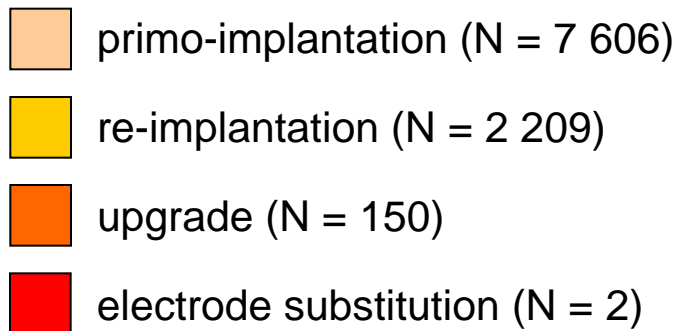 primo-implantation (N = 7 606)
re-implantation (N = 2 209)
upgrade (N = 150)
electrode substitution (N = 2)